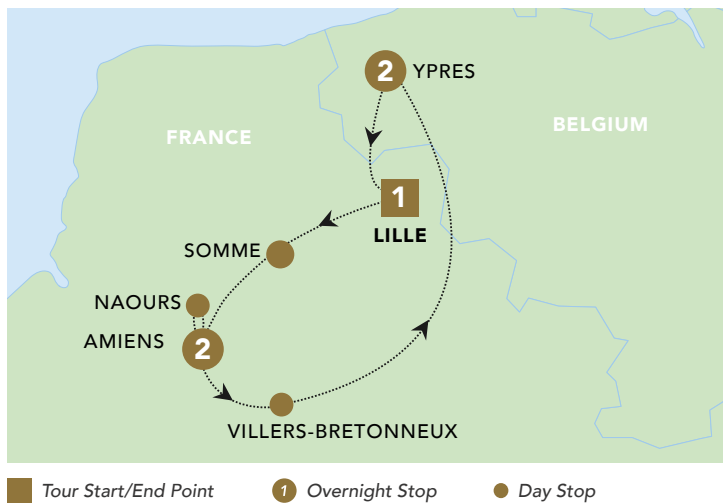 2 YPRES
FRANCE
BELGIUM
1
LILLE
SOMME
NAOURS
AMIENS
2
VILLERS-BRETONNEUX
Tour Start/End Point
1 Overnight Stop
Day Stop